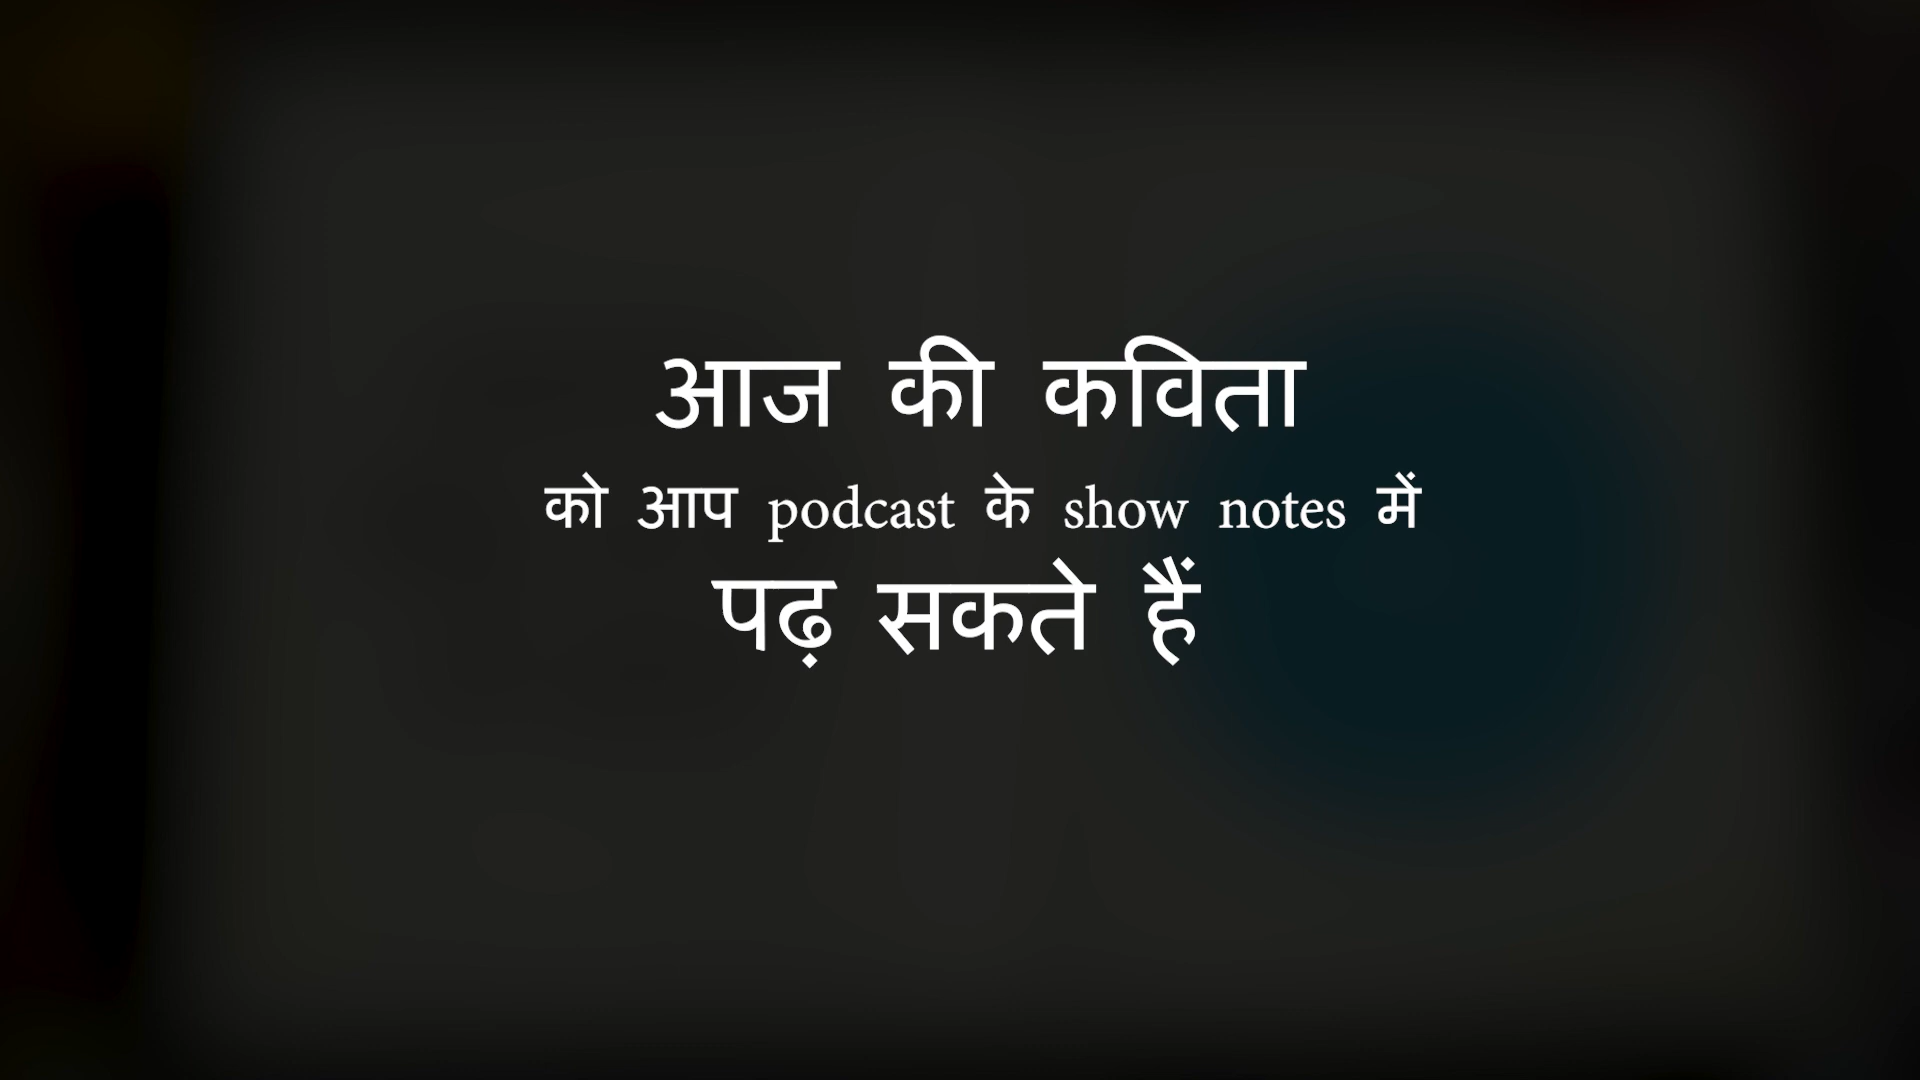 आज की कविता
को आप podcast के show notes में
पढ़ सकते हैं